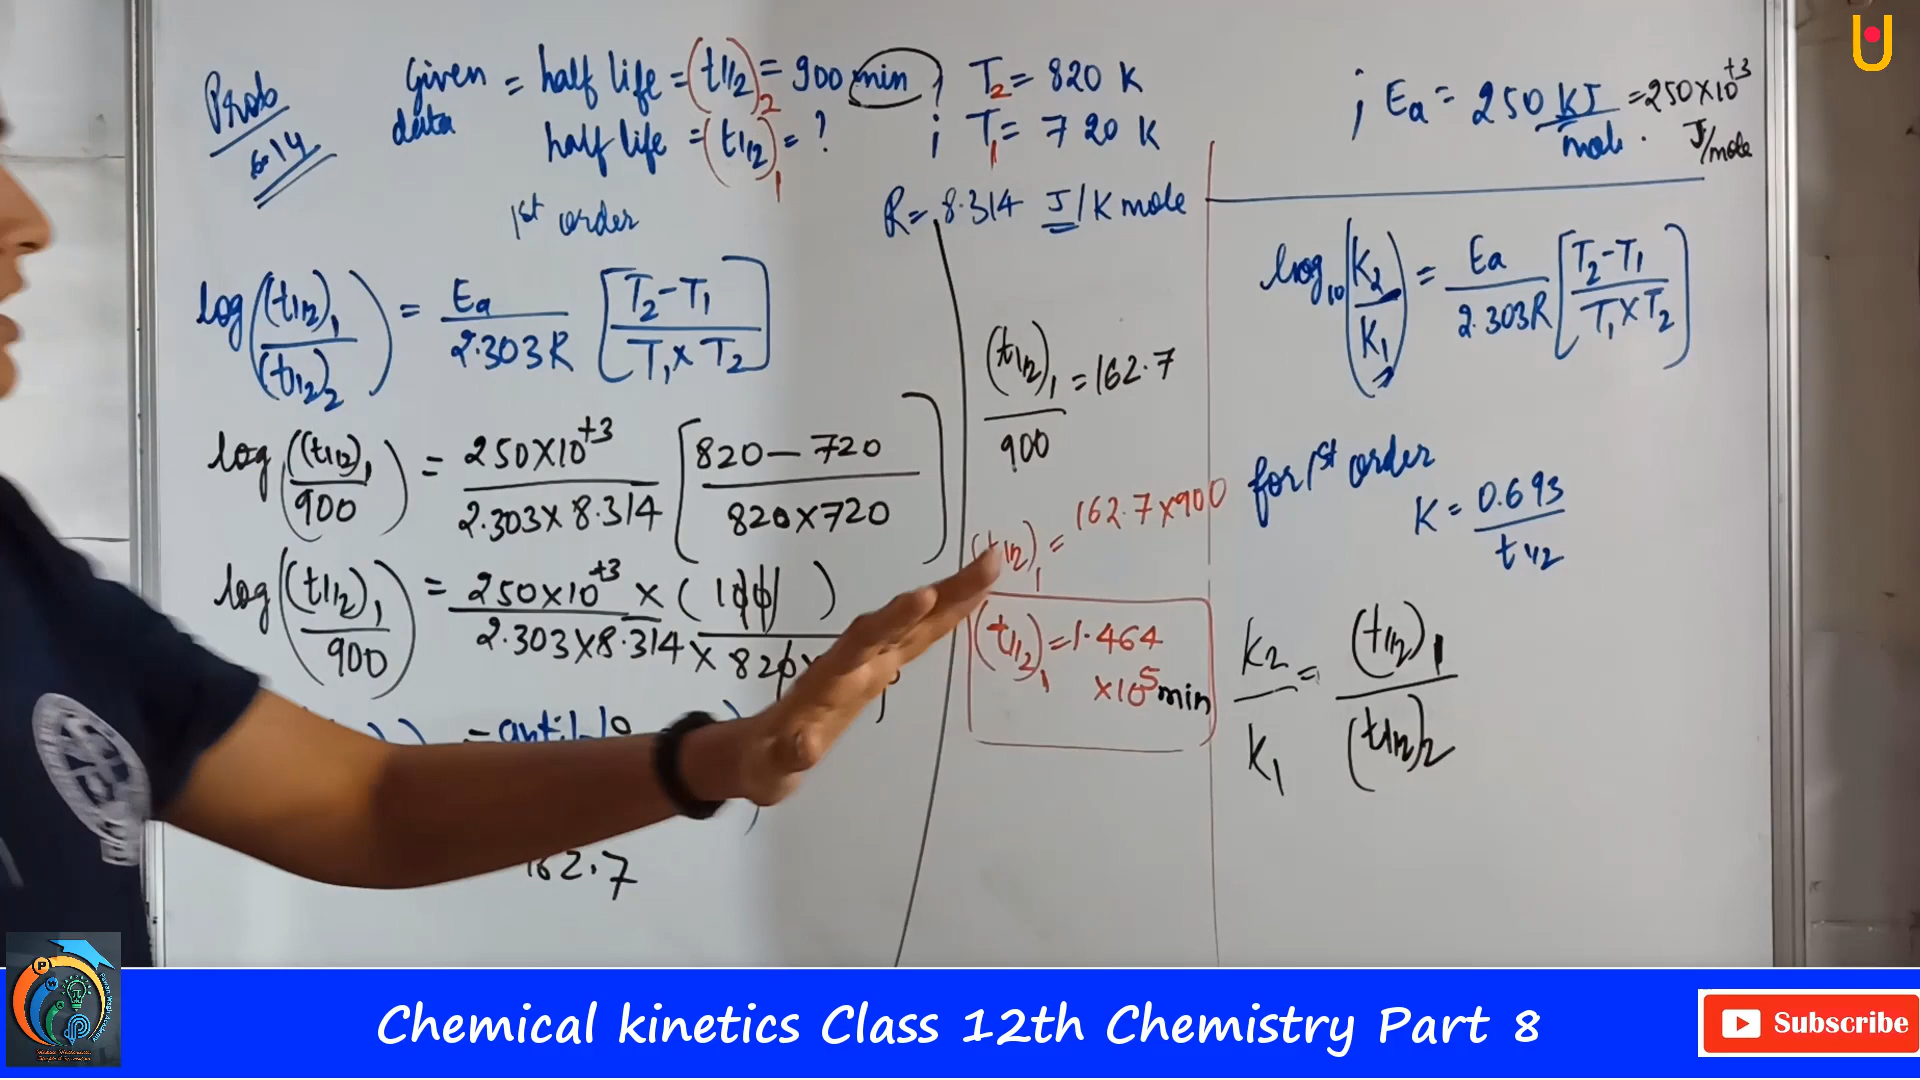 Prob 6.14
Given data = half life = (t1/2)2 = 900 min ; T2 = 820 K ; Ea = 250 KJ/mole = 250×10^+3 J/mole
half life = (t1/2)1 = ? ; T1 = 720 K
1st order
R = 8.314 J/K mole
log((t1/2)1/(t1/2)2) = Ea/2.303R [T2-T1/T1×T2]
log((t1/2)1/900) = 250×10^+3/2.303×8.314 [820-720/820×720]
log((t1/2)1/900) = 250×10^+3 × (100)/2.303×8.314 × 820
162.7
(t1/2)1/900 = 162.7
(t1/2)1 = 162.7×900
(t1/2)1 = 1.464 ×10^5 min
log10(K2/K1) = Ea/2.303R [T2-T1/T1×T2]
for 1st order
K = 0.693/t1/2
K2/K1 = (t1/2)1/(t1/2)2
Chemical kinetics Class 12th Chemistry Part 8
Subscribe